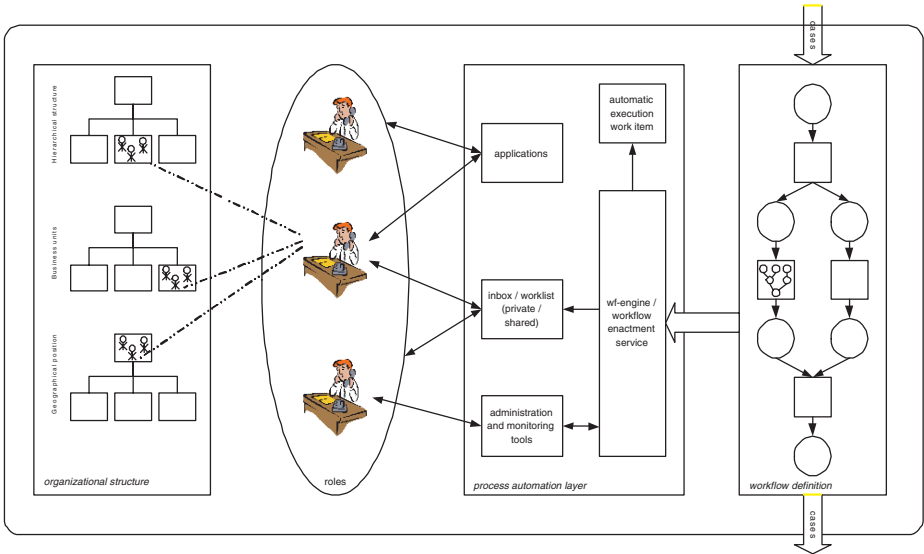 cases
Hierarchical structure
Business units
Geographical position
organizational structure
roles
applications
inbox / worklist
(private /
shared)
administration
and monitoring
tools
automatic
execution
work item
wf-engine /
workflow
enactment
service
process automation layer
workflow definition
cases